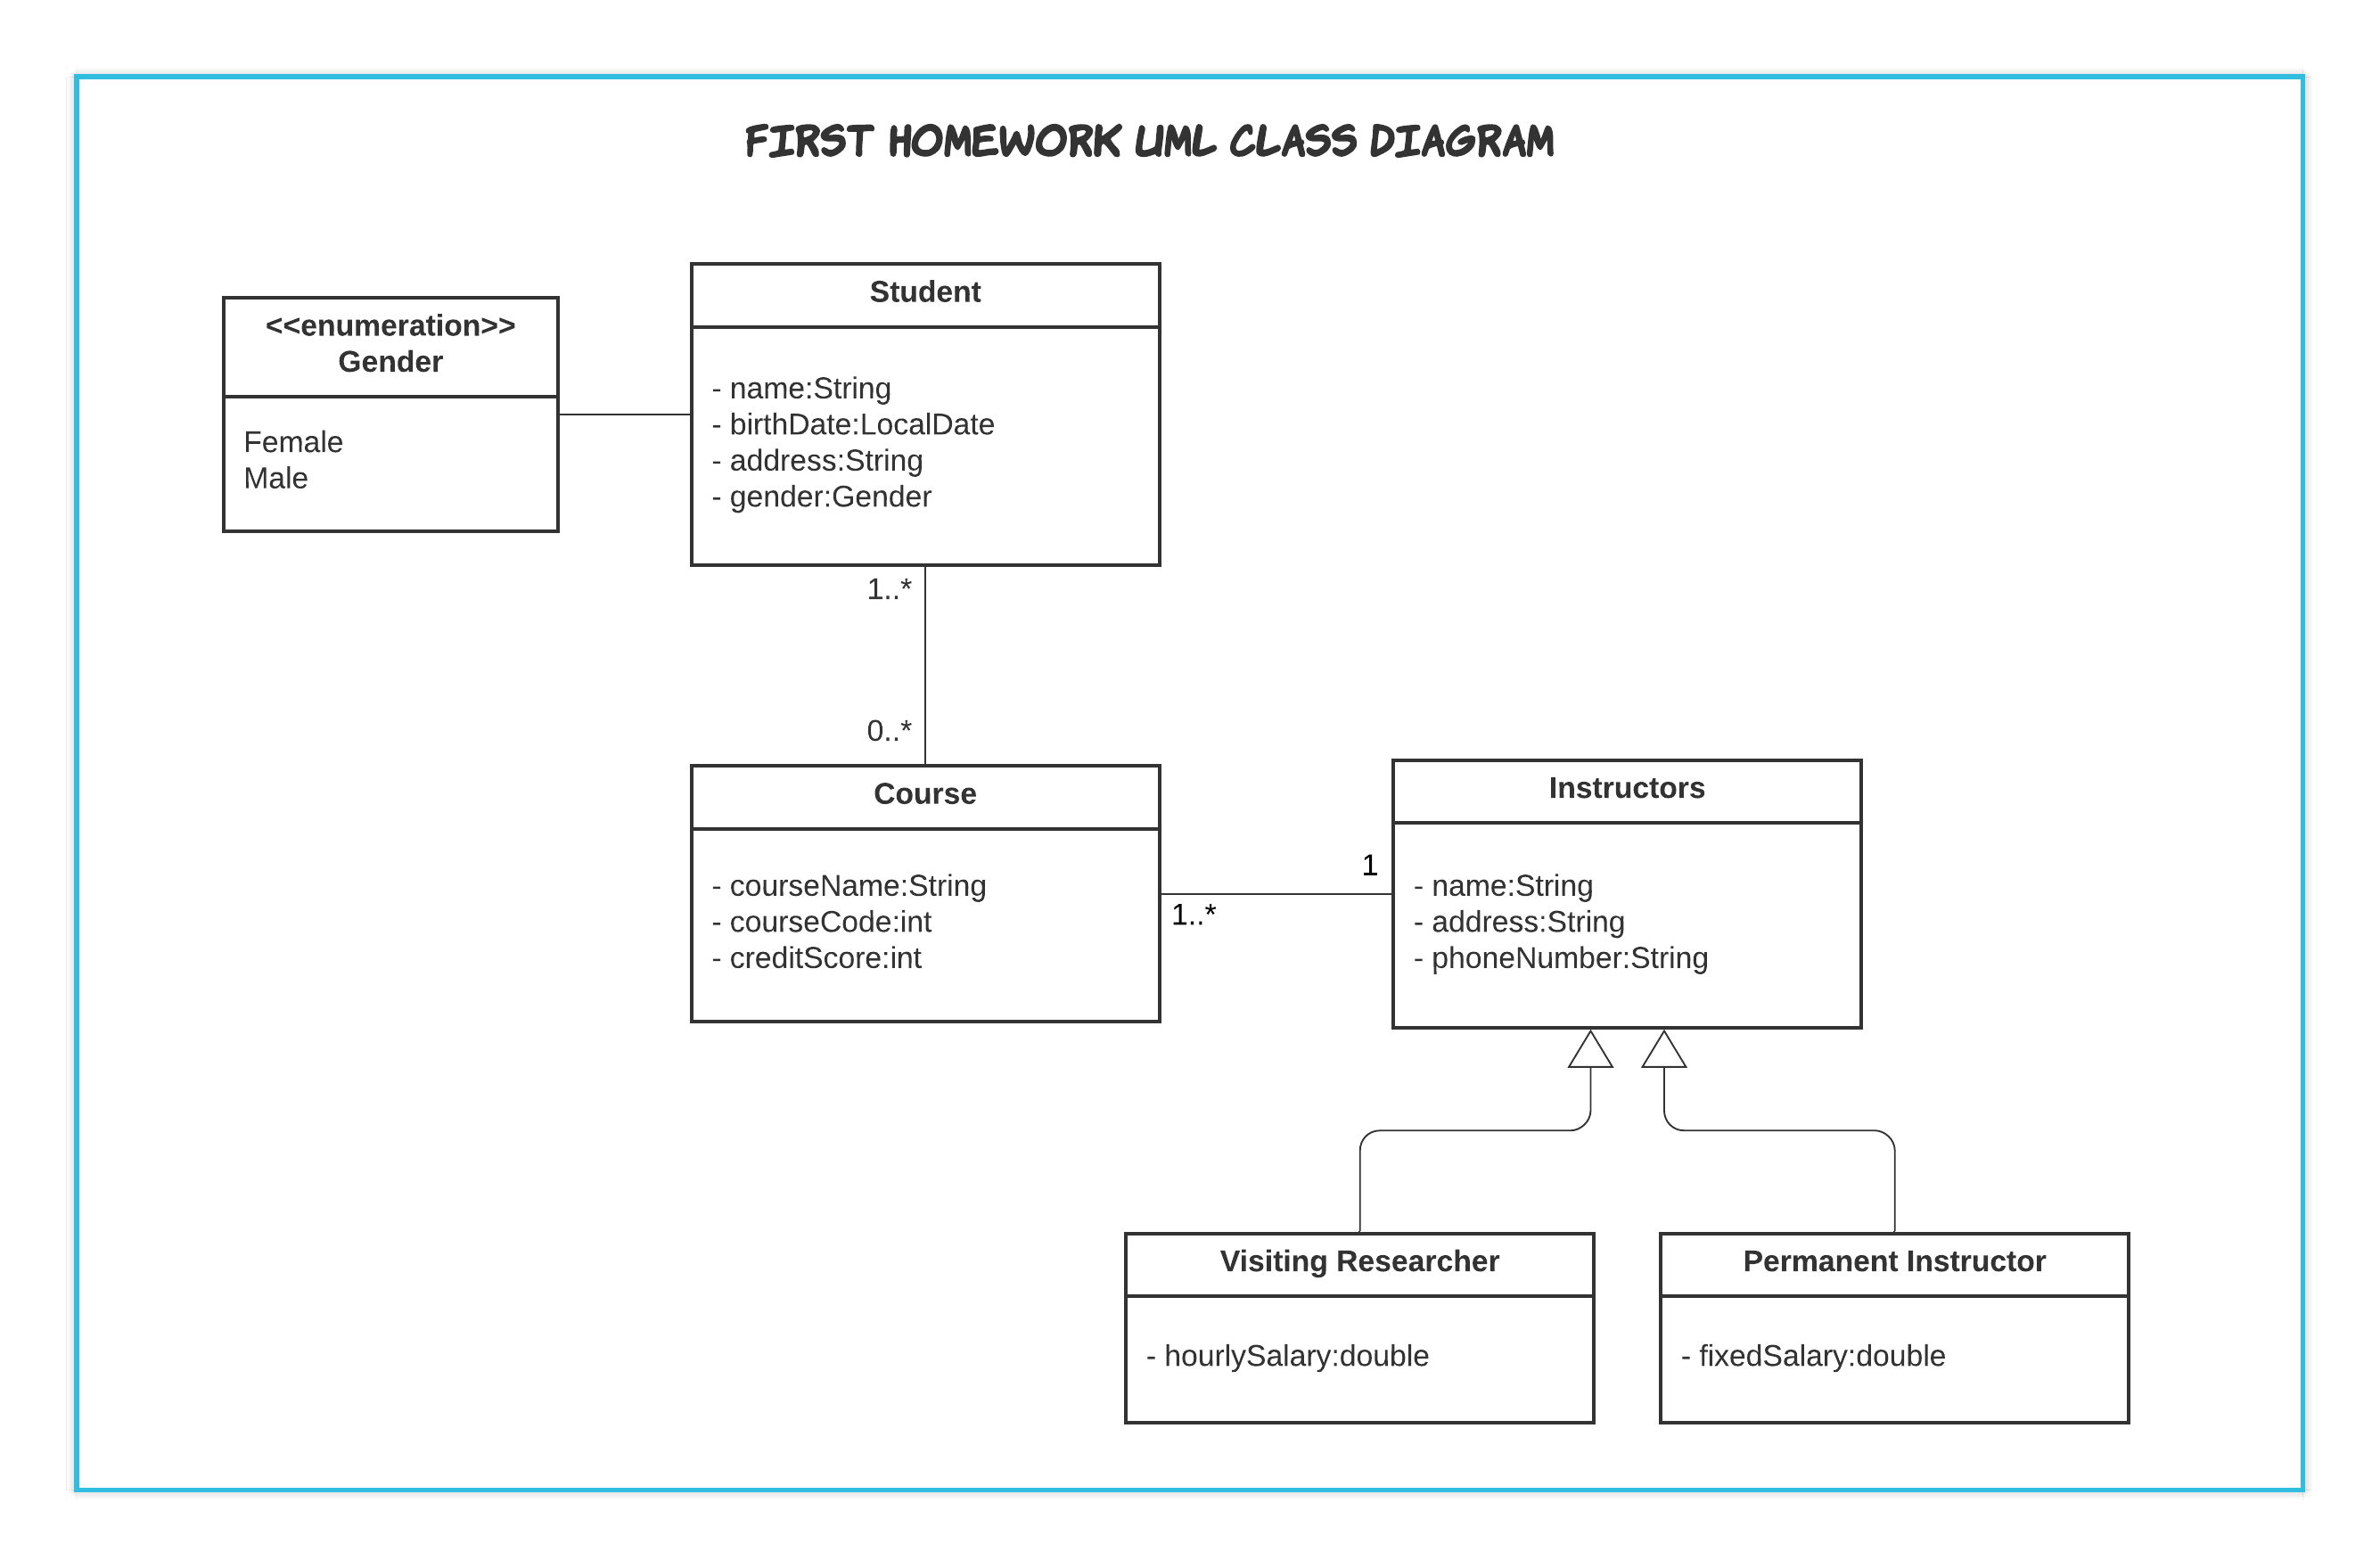 FIRST HOMEWORK UML CLASS DIAGRAM
<<enumeration>>
Gender
Female
Male
Student
- name:String
- birthDate:LocalDate
- address:String
- gender:Gender
1..*
0..*
Course
- courseName:String
- courseCode:int
- creditScore:int
1
1..*
Instructors
- name:String
- address:String
- phoneNumber:String
Visiting Researcher
- hourlySalary:double
Permanent Instructor
- fixedSalary:double